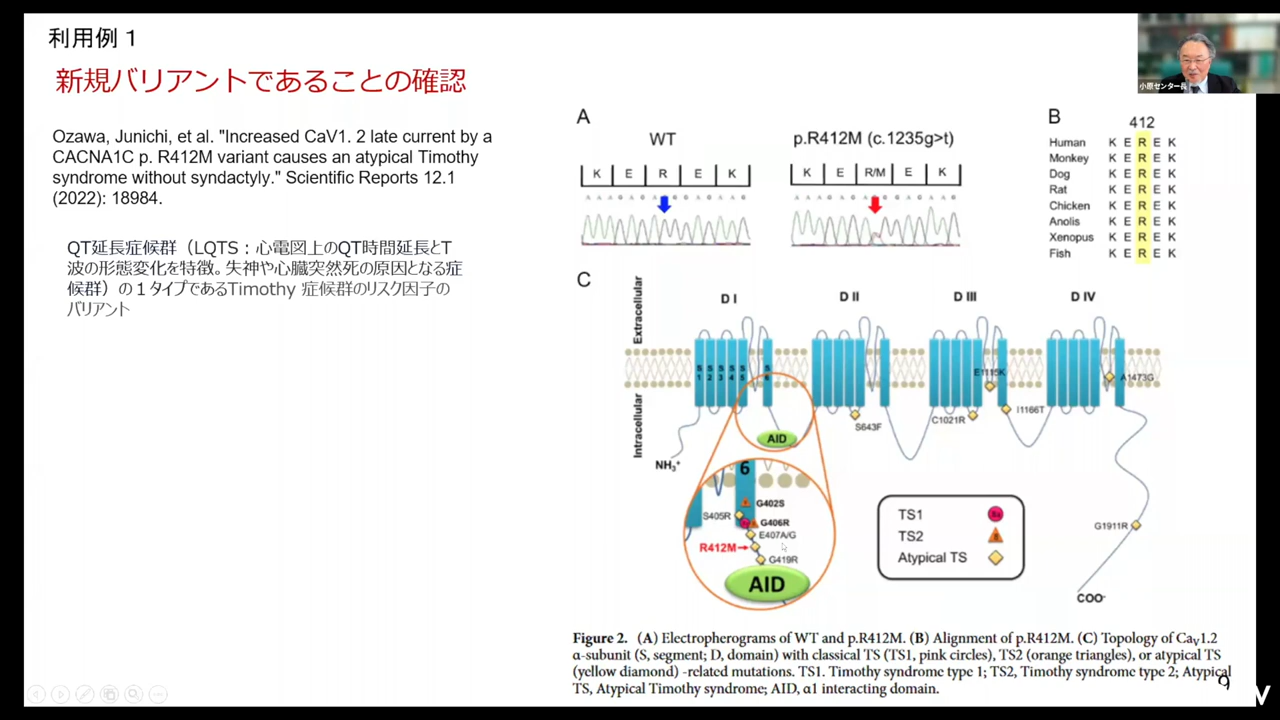 利用例１
新規バリアントであることの確認
小原センター長
Ozawa, Junichi, et al. "Increased CaV1. 2 late current by a
CACNA1C p. R412M variant causes an atypical Timothy
syndrome without syndactyly." Scientific Reports 12.1
(2022): 18984.
QT延長症候群（LQTS；心電図上のQT時間延長とT
波の形態変化を特徴。失神や心臓突然死の原因となる症
候群）の１タイプであるTimothy 症候群のリスク因子の
バリアント
A
WT
K E R E K
p.R412M (c.1235g>t)
K E R/M E K
B
412
Human K E R E K
Monkey K E R E K
Dog K E R E K
Rat K E R E K
Chicken K E R E K
Anolis K E R E K
Xenopus K E R E K
Fish K E R E K
C
Extracellular
Intracellular
D I
D II
D III
D IV
S1 S2 S3 S4 S5 S6
E1115K
A1473G
I1166T
C1021R
S643F
AID
NH₃⁺
6
G402S
S405R
G406R
E407A/G
R412M
G419R
AID
G1911R
COO-
TS1
TS2
Atypical TS
Figure 2. (A) Electropherograms of WT and p.R412M. (B) Alignment of p.R412M. (C) Topology of CaV1.2
α-subunit (S, segment; D, domain) with classical TS (TS1, pink circles), TS2 (orange triangles), or atypical TS
(yellow diamond) -related mutations. TS1. Timothy syndrome type 1; TS2, Timothy syndrome type 2; Atypical
TS, Atypical Timothy syndrome; AID, α1 interacting domain.
9